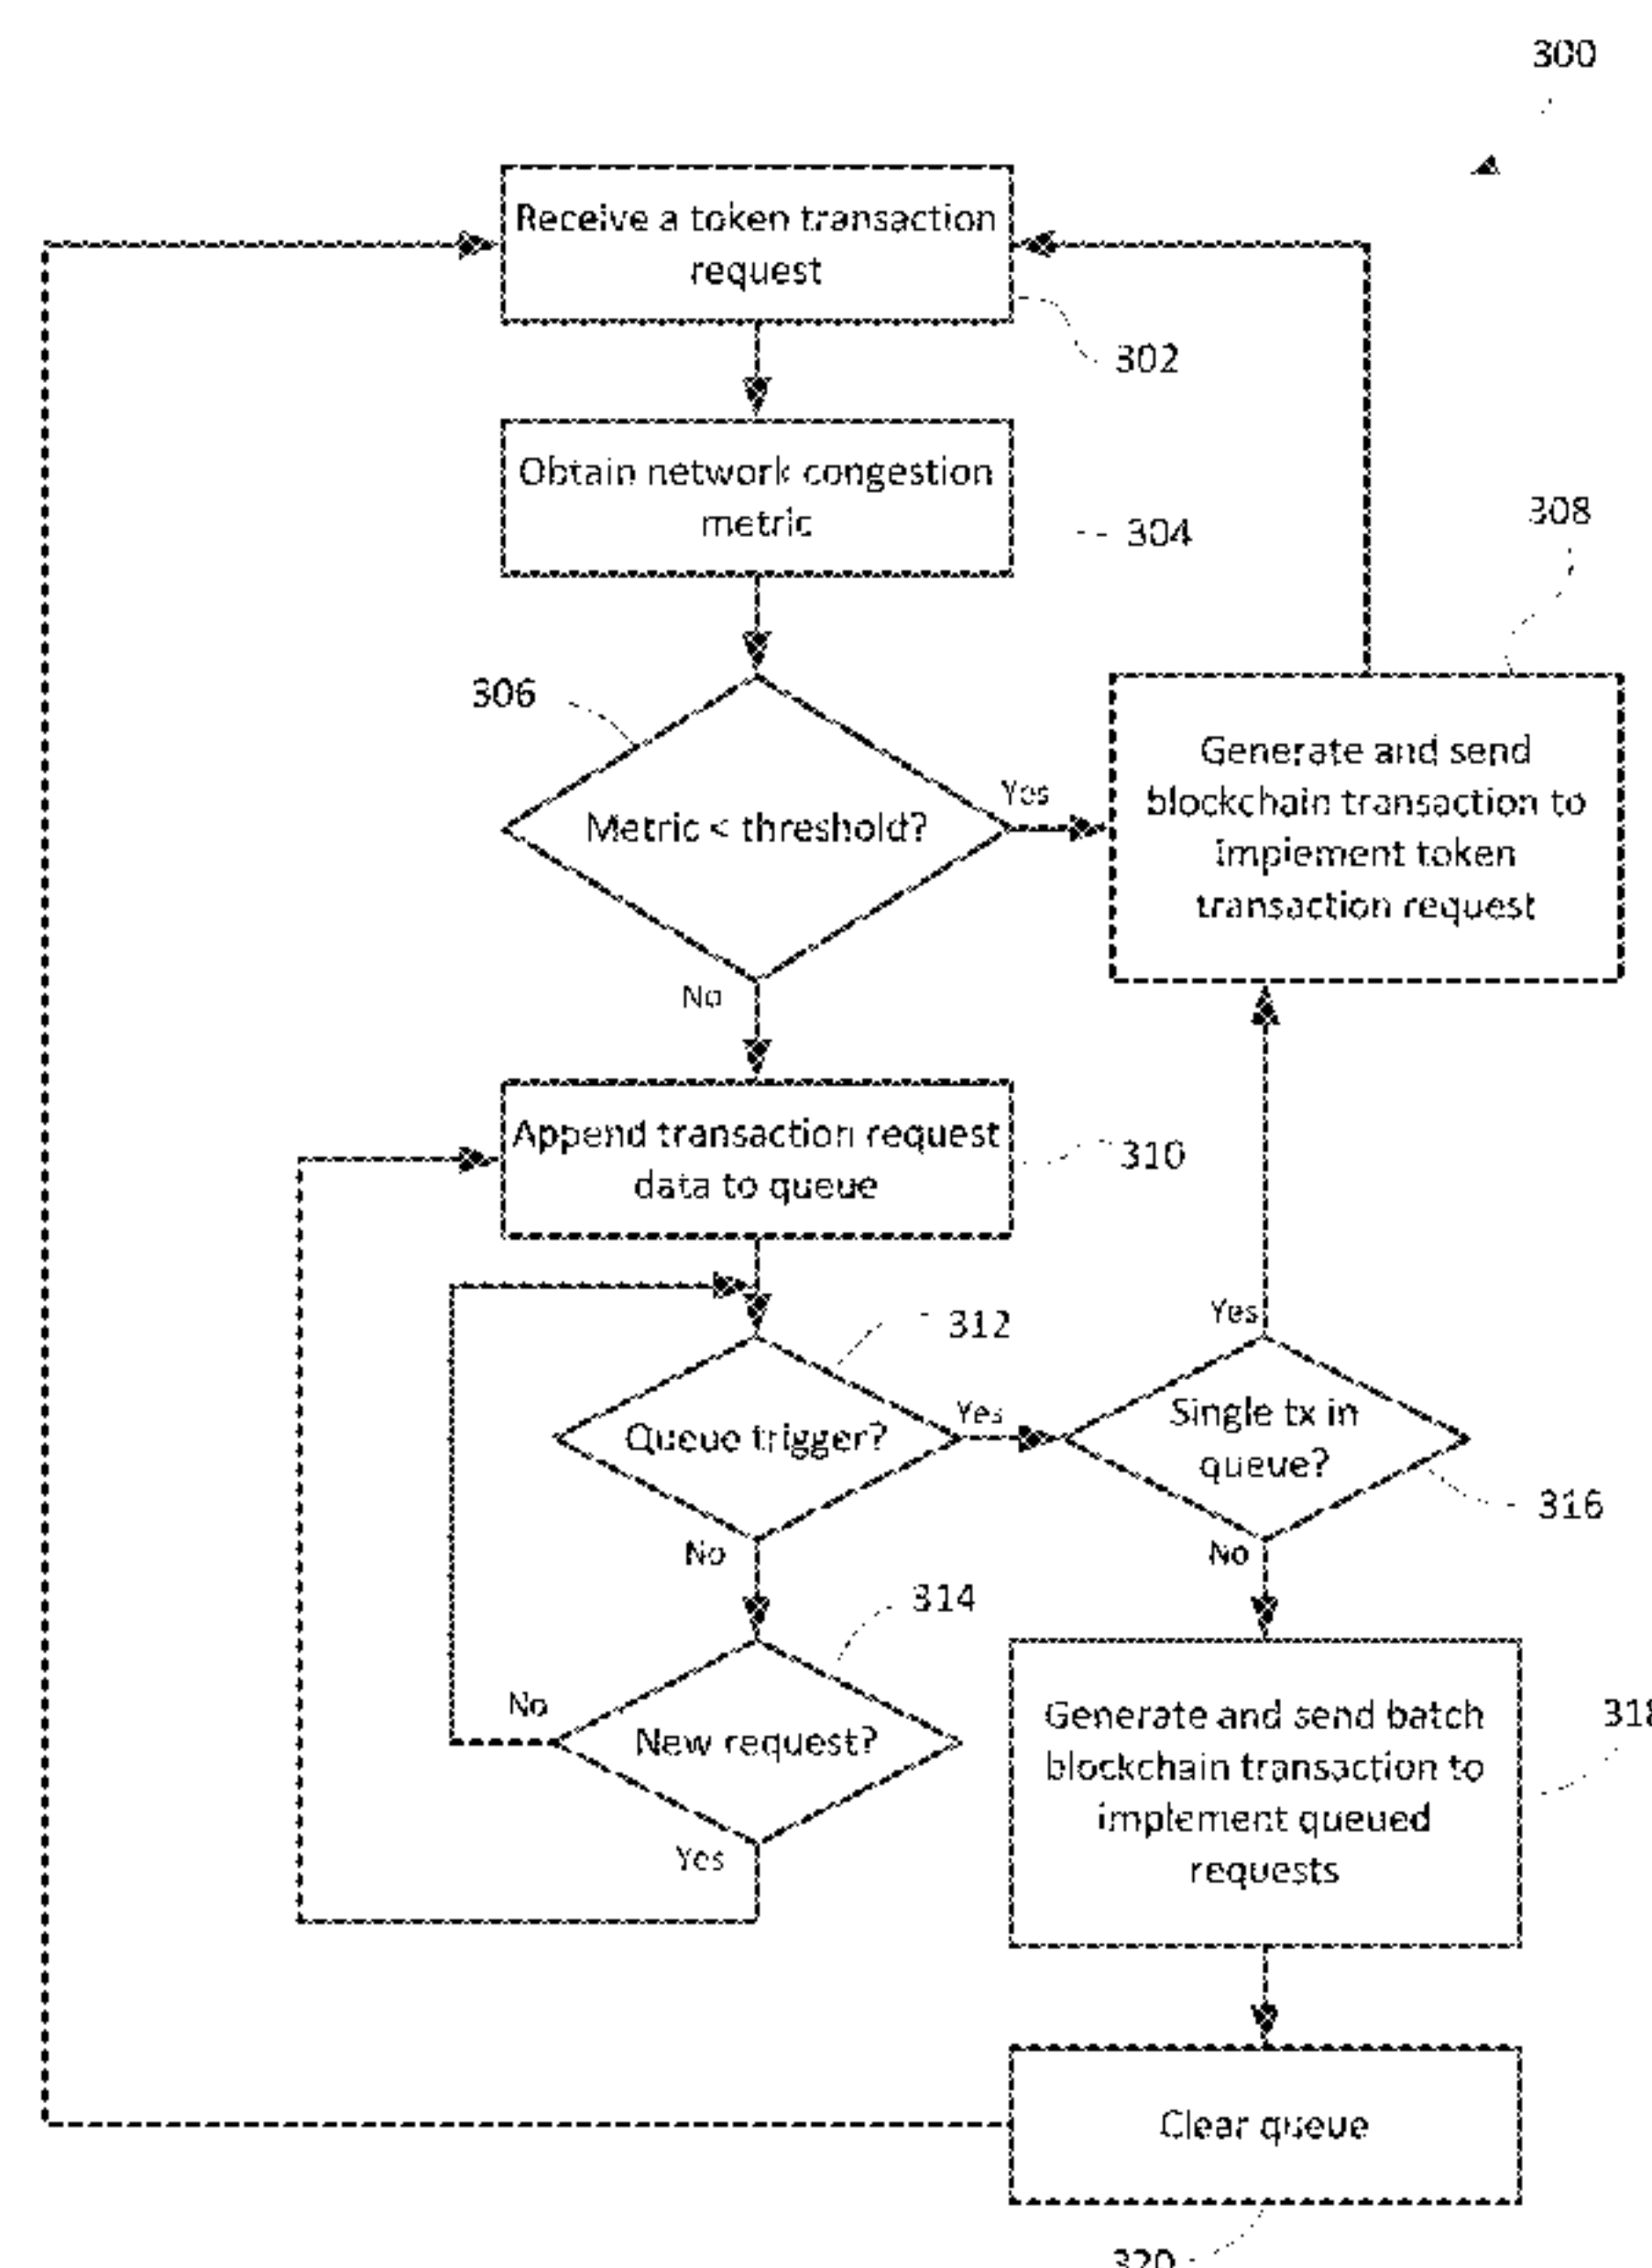 300
Receive a token transaction
request
302
Obtain network congestion
metric
304
308
306
Metric < threshold?
Yes
Generate and send
blockchain transaction to
implement token
transaction request
No
Append transaction request
data to queue
310
312
Yes
Queue trigger?
Yes
Single tx in
queue?
316
No
No
314
New request?
No
Yes
Generate and send batch
blockchain transaction to
implement queued
requests
318
Clear queue
320